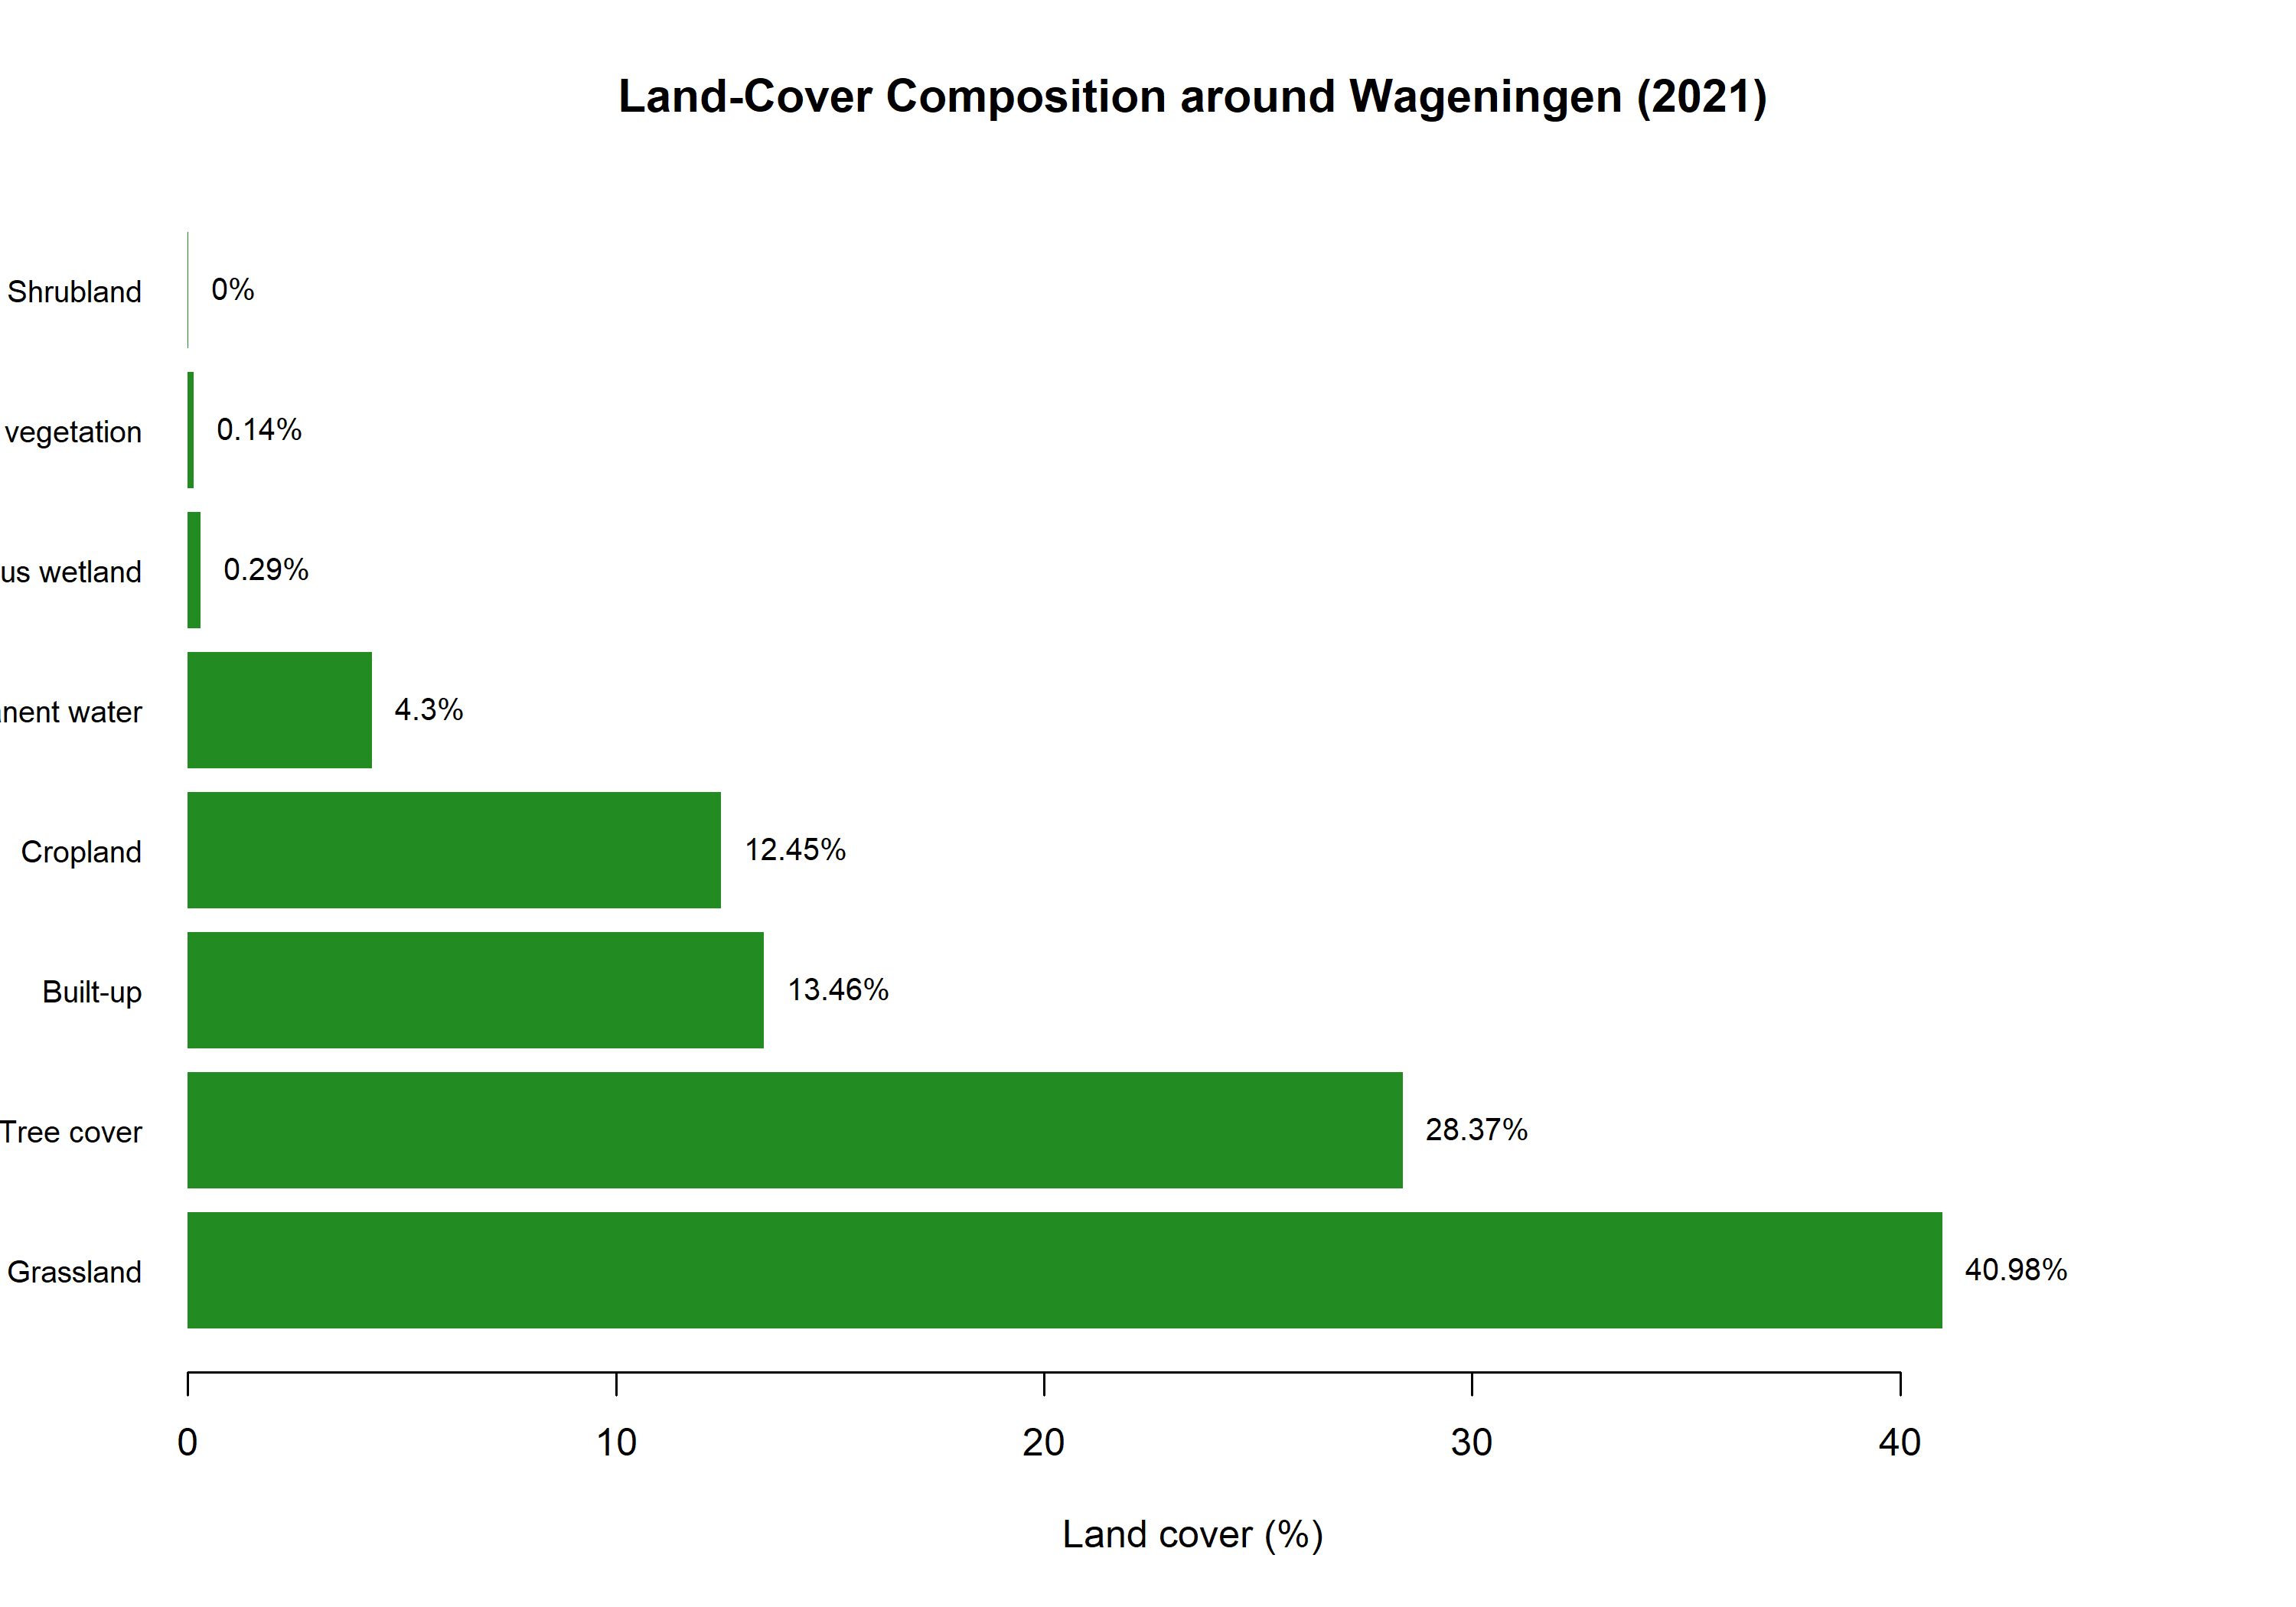 Land-Cover Composition around Wageningen (2021)
Shrubland 0%
vegetation 0.14%
us wetland 0.29%
nent water 4.3%
Cropland 12.45%
Built-up 13.46%
Tree cover 28.37%
Grassland 40.98%
0 10 20 30 40
Land cover (%)